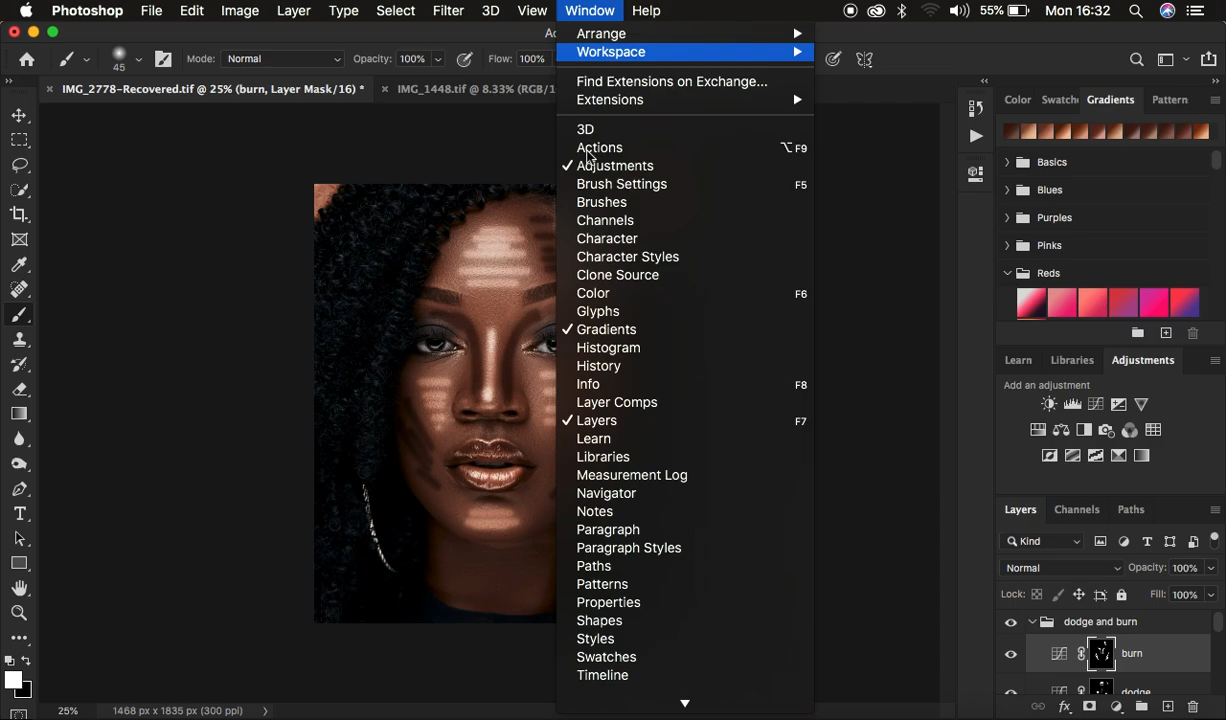 Photoshop File Edit Image Layer Type Select Filter 3D View Window Help 55% Mon 16:32
45 Mode: Normal Opacity: 100% Flow: 100%
IMG_2778-Recovered.tif @ 25% (burn, Layer Mask/16) * IMG_1448.tif @ 8.33% (RGB/1
Arrange
Workspace
Find Extensions on Exchange...
Extensions
3D
Actions ⌥F9
✓ Adjustments
Brush Settings F5
Brushes
Channels
Character
Character Styles
Clone Source
Color F6
Glyphs
✓ Gradients
Histogram
History
Info F8
Layer Comps
✓ Layers F7
Learn
Libraries
Measurement Log
Navigator
Notes
Paragraph
Paragraph Styles
Paths
Patterns
Properties
Shapes
Styles
Swatches
Timeline
Color Swatche Gradients Pattern
Basics
Blues
Purples
Pinks
Reds
Learn Libraries Adjustments
Add an adjustment
Layers Channels Paths
Kind
Normal Opacity: 100%
Lock: Fill: 100%
dodge and burn
burn
dodge
25% 1468 px x 1835 px (300 ppi)